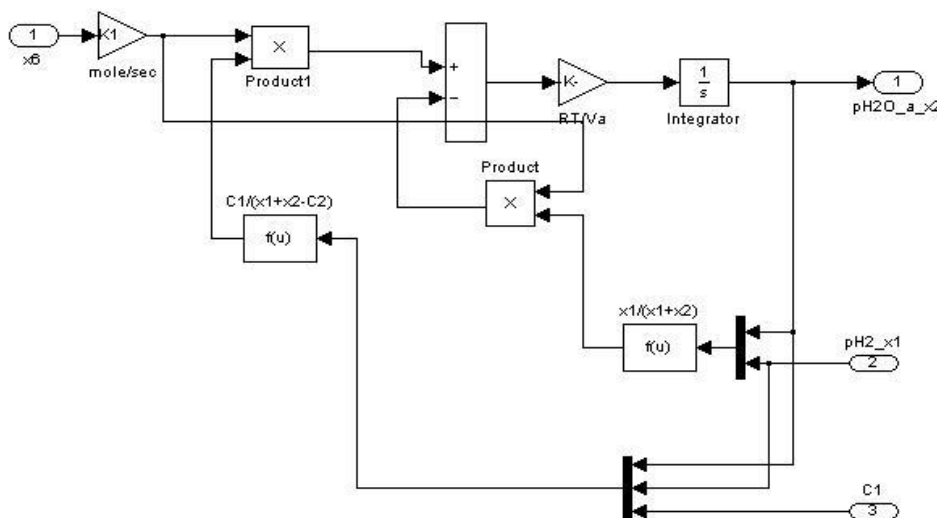 1
x6
K1
mole/sec
×
Product1
+
−
K-
RT/Va
1
s
Integrator
1
pH2O_a_x2
Product
×
C1/(x1+x2-C2)
f(u)
x1/(x1+x2)
f(u)
pH2_x1
2
C1
3